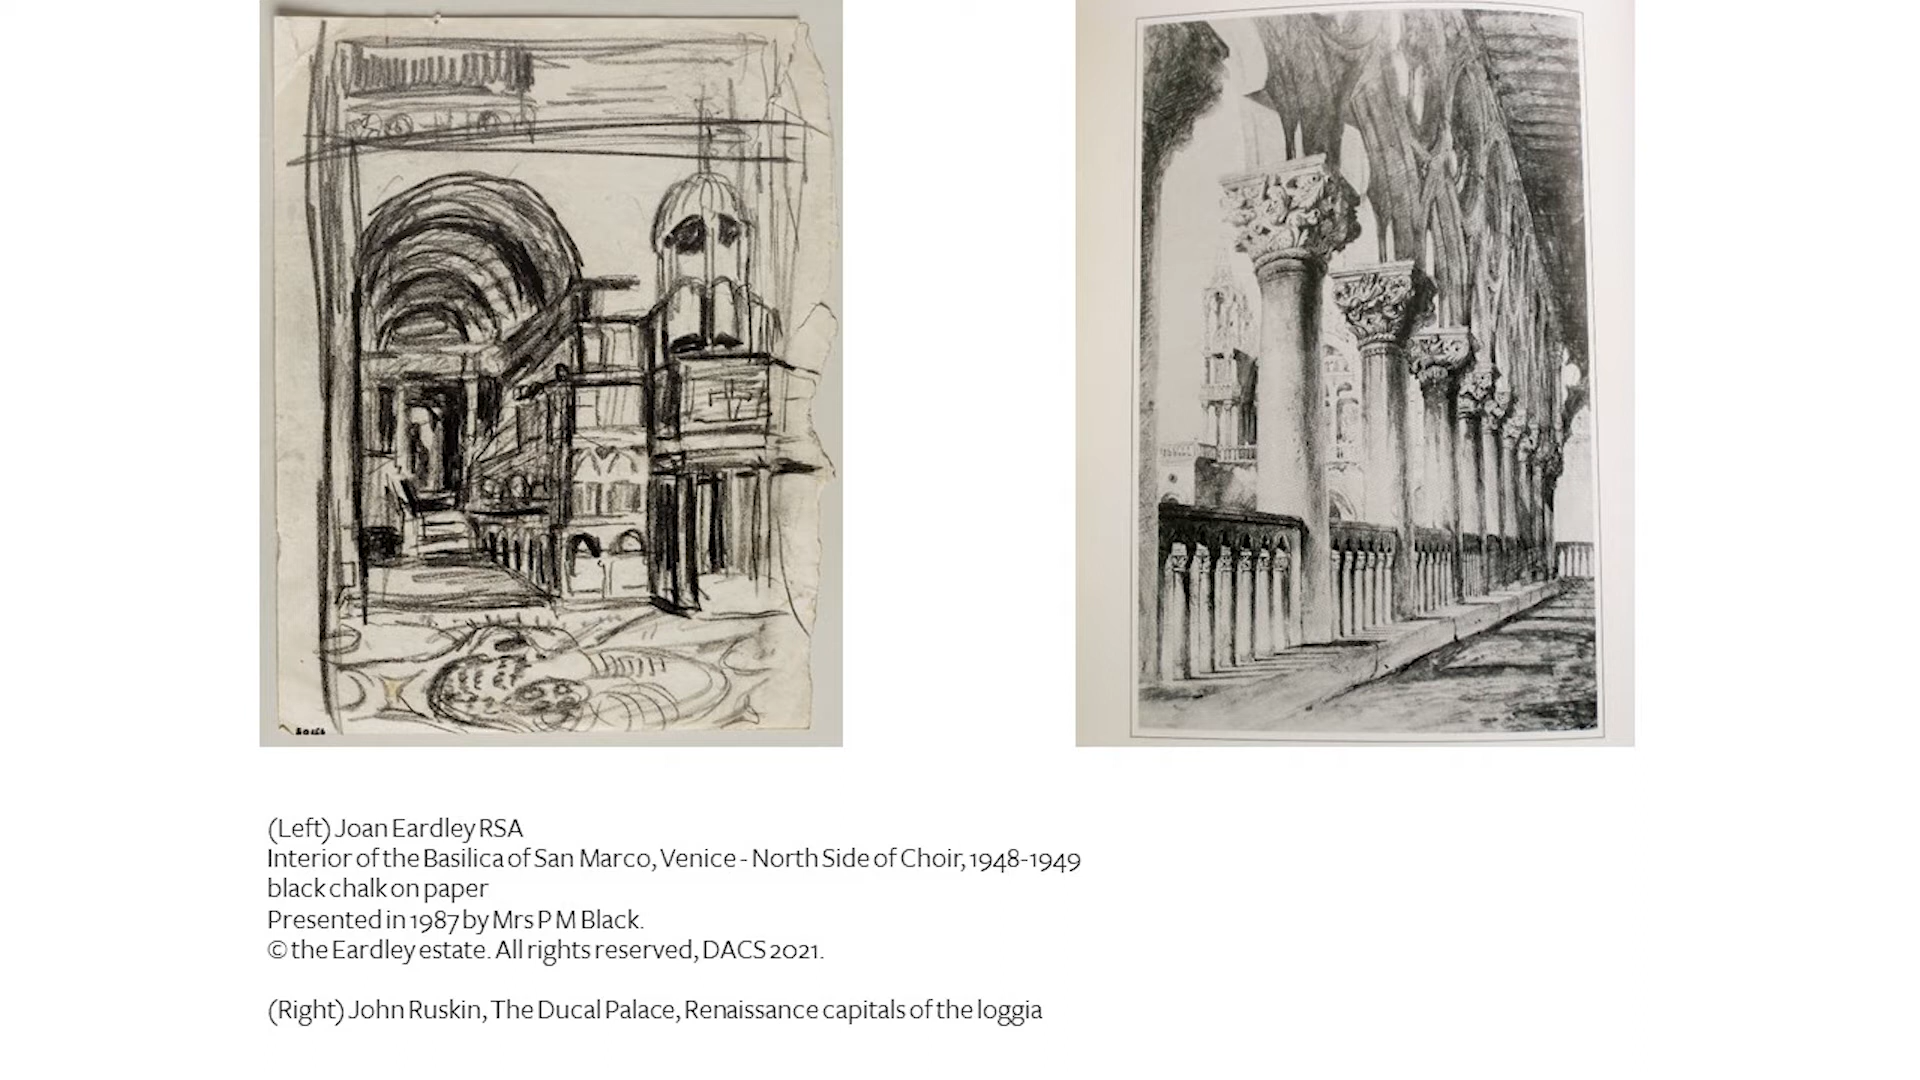 (Left) Joan Eardley RSA
Interior of the Basilica of San Marco, Venice - North Side of Choir, 1948-1949
black chalk on paper
Presented in 1987 by Mrs P M Black.
© the Eardley estate. All rights reserved, DACS 2021.
(Right) John Ruskin, The Ducal Palace, Renaissance capitals of the loggia